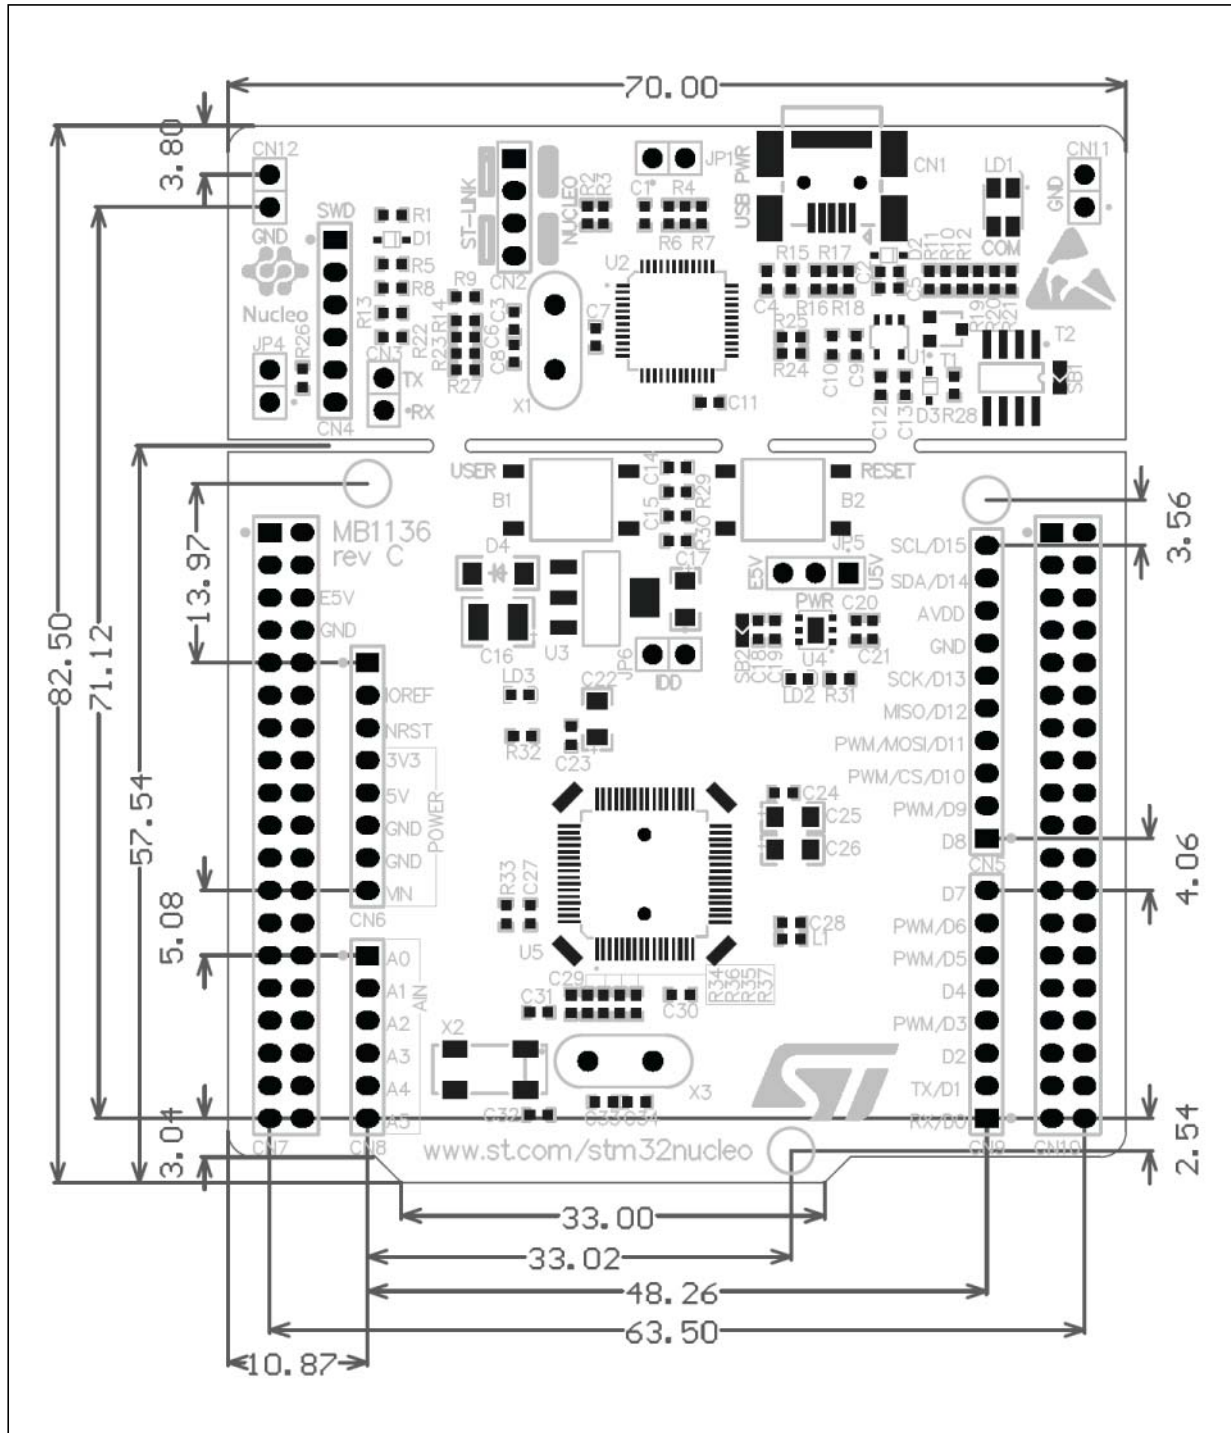 70.00
3.80
CN12
GND
SWD
R1
D1
R5
R8
R13
R22
Nucleo
JP4
R26
CN4
CN3
TX
RX
ST-LINK
NUCLEO
CN2
R2
R3
C1
R4
JP1
R6
R7
U2
R9
R14
R23
R27
C3
C6
C8
X1
C7
C11
USB PWR
CN1
LD1
COM
CN11
GND
R15
R17
C4
R16
R18
C2
D2
C5
R11
R10
R12
R19
R20
R21
R25
R24
C10
C9
U1
T1
T2
SB1
C12
C13
D3
R28
USER
B1
C14
C15
R29
R30
B2
RESET
MB1136
rev C
D4
C17
JP5
E5V
U5V
PWR
C16
U3
JP6
IDD
SB2
C18
C19
U4
C20
C21
LD2
R31
LD3
R32
C22
C23
C24
C25
C26
R33
C27
U5
C28
L1
C29
R34
R36
R35
R37
C30
C31
X2
X3
C32
C33
C34
E5V
GND
IOREF
NRST
3V3
5V
GND
GND
VIN
POWER
CN6
A0
A1
A2
A3
A4
A5
AIN
CN7
CN8
SCL/D15
SDA/D14
AVDD
GND
SCK/D13
MISO/D12
PWM/MOSI/D11
PWM/CS/D10
PWM/D9
D8
CN5
D7
PWM/D6
PWM/D5
D4
PWM/D3
D2
TX/D1
RX/D0
CN9
CN10
ST
www.st.com/stm32nucleo
82.50
71.12
57.54
13.97
5.08
3.04
3.56
4.06
2.54
33.00
33.02
48.26
63.50
10.87